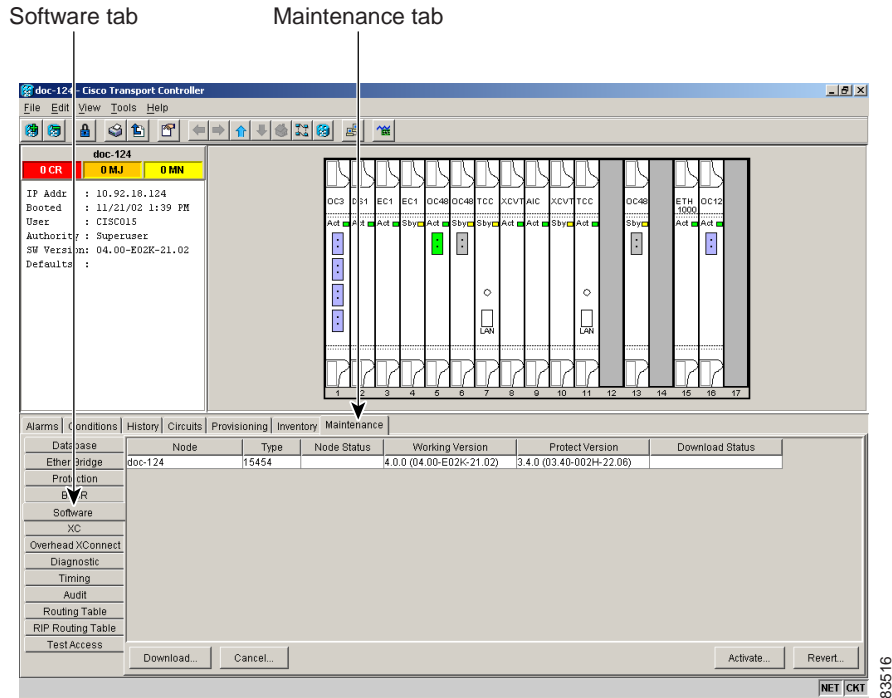 Software tab Maintenance tab
doc-124 - Cisco Transport Controller
File Edit View Tools Help
doc-124
0 CR 0 MJ 0 MN
IP Addr : 10.92.18.124
Booted : 11/21/02 1:39 PM
User : CISCO15
Authority : Superuser
SW Version: 04.00-E02K-21.02
Defaults :
OC3 DS1 EC1 EC1 OC48 OC48 TCC XCVT AIC XCVT TCC OC48 ETH 1000 OC12
Act Act Act Sby Act Sby Act Sby Act Act Sby Sby Act Act
LAN LAN
1 2 3 4 5 6 7 8 9 10 11 12 13 14 15 16 17
Alarms Conditions History Circuits Provisioning Inventory Maintenance
Database
Ether Bridge
Protection
Software
XC
Overhead XConnect
Diagnostic
Timing
Audit
Routing Table
RIP Routing Table
Test Access
Node Type Node Status Working Version Protect Version Download Status
doc-124 15454 4.0.0 (04.00-E02K-21.02) 3.4.0 (03.40-002H-22.06)
Download... Cancel... Activate... Revert...
NET CKT
83516